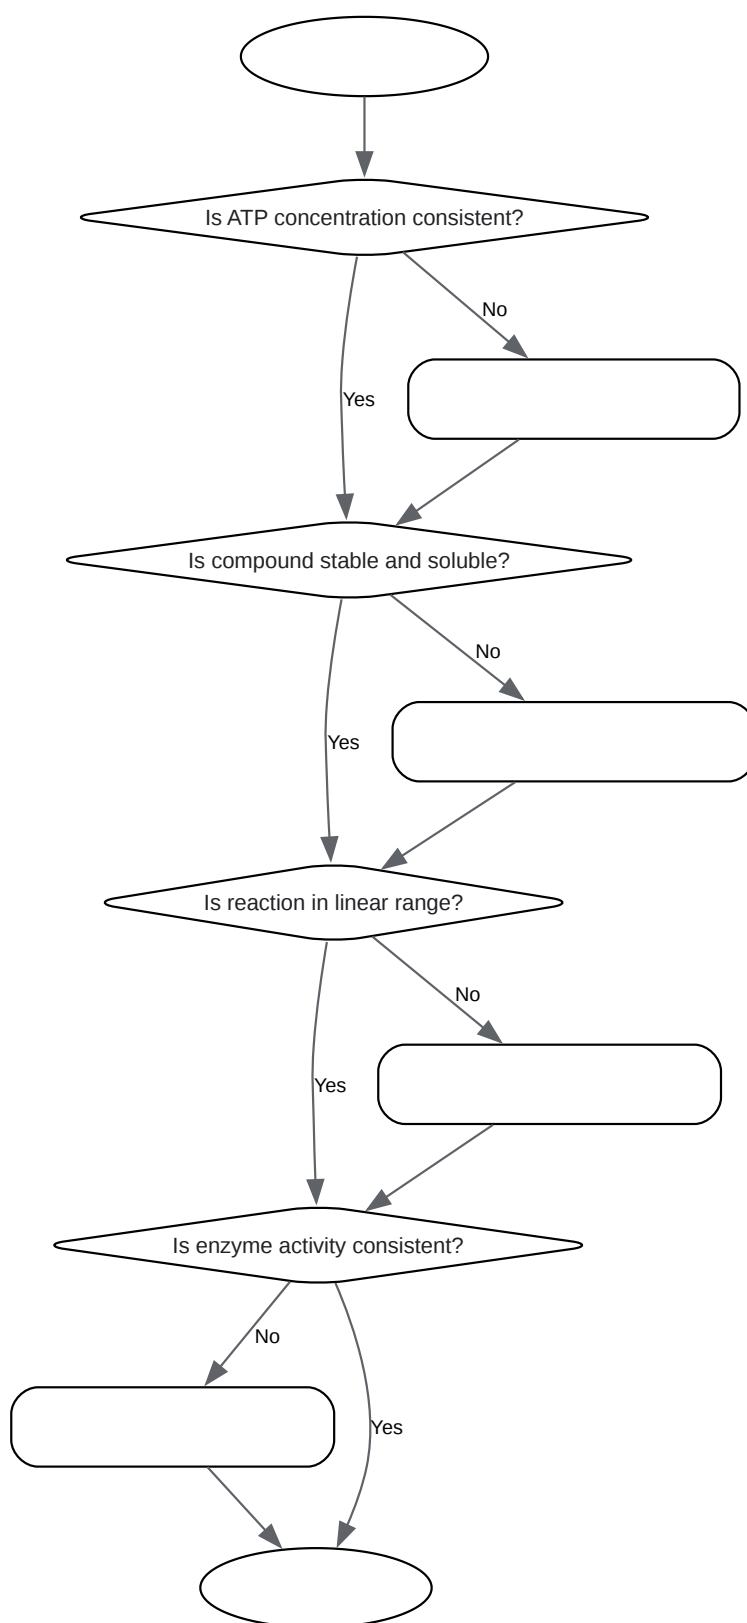 Is ATP concentration consistent?
No
Yes
Is compound stable and soluble?
No
Yes
Is reaction in linear range?
No
Yes
Is enzyme activity consistent?
No
Yes